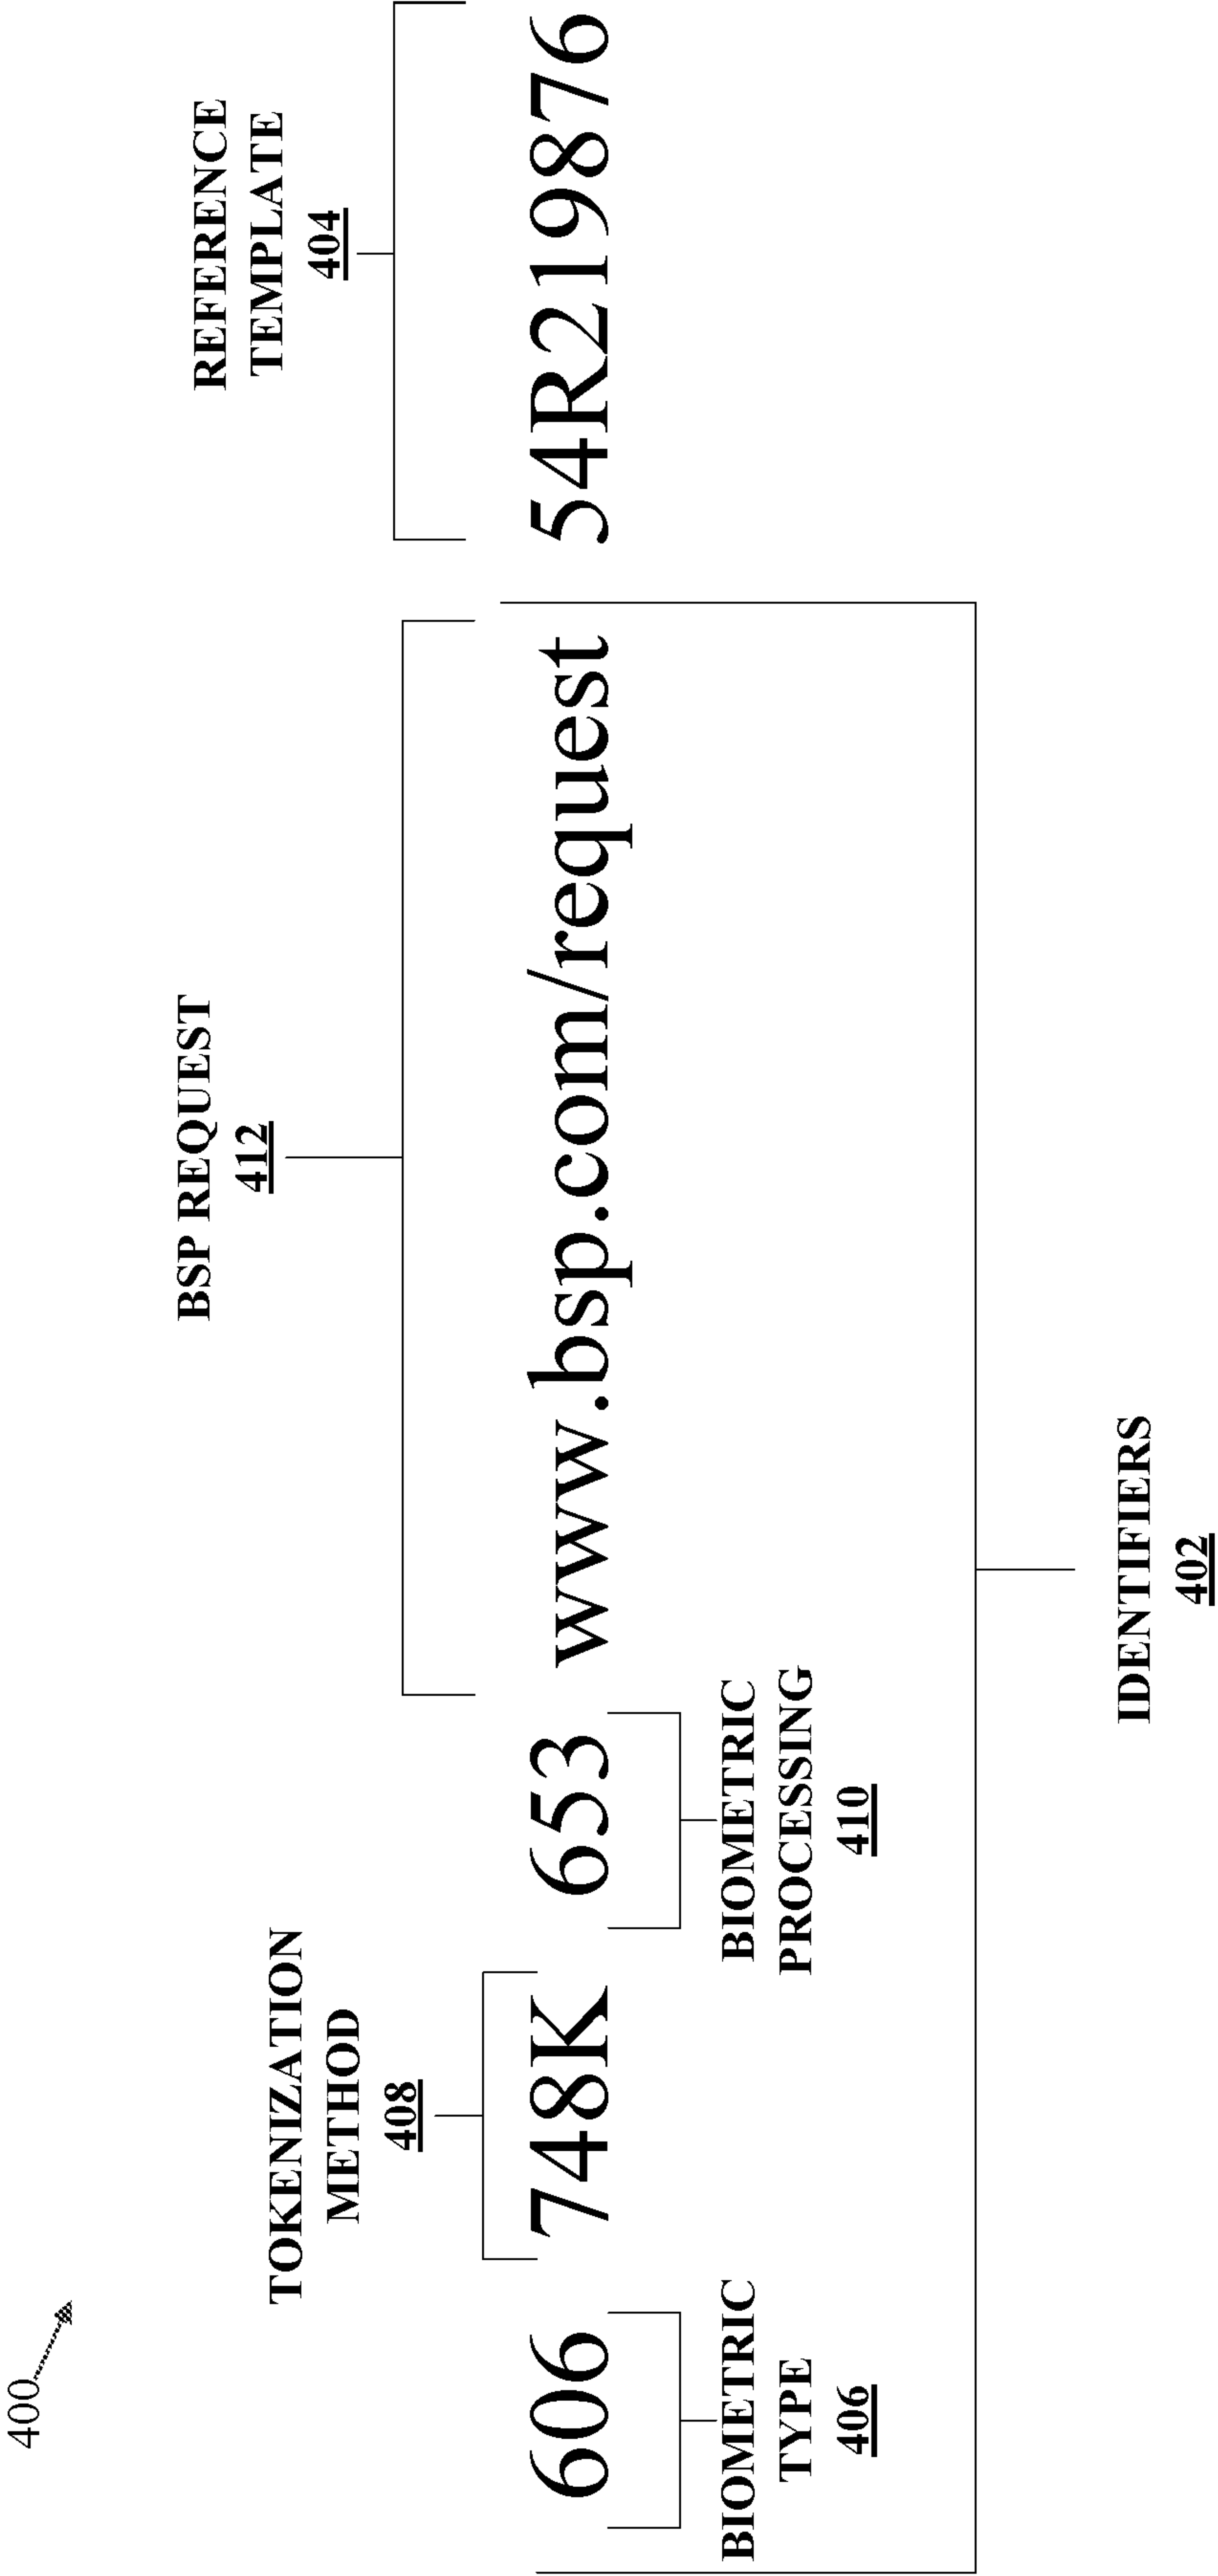 400
REFERENCE
TEMPLATE
404
BSP REQUEST
412
TOKENIZATION
METHOD
408
606 748K 653 www.bsp.com/request 54R219876
BIOMETRIC
TYPE
406
BIOMETRIC
PROCESSING
410
IDENTIFIERS
402